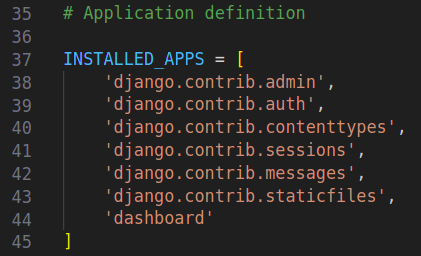 35 # Application definition
36
37 INSTALLED_APPS = [
38     'django.contrib.admin',
39     'django.contrib.auth',
40     'django.contrib.contenttypes',
41     'django.contrib.sessions',
42     'django.contrib.messages',
43     'django.contrib.staticfiles',
44     'dashboard'
45 ]